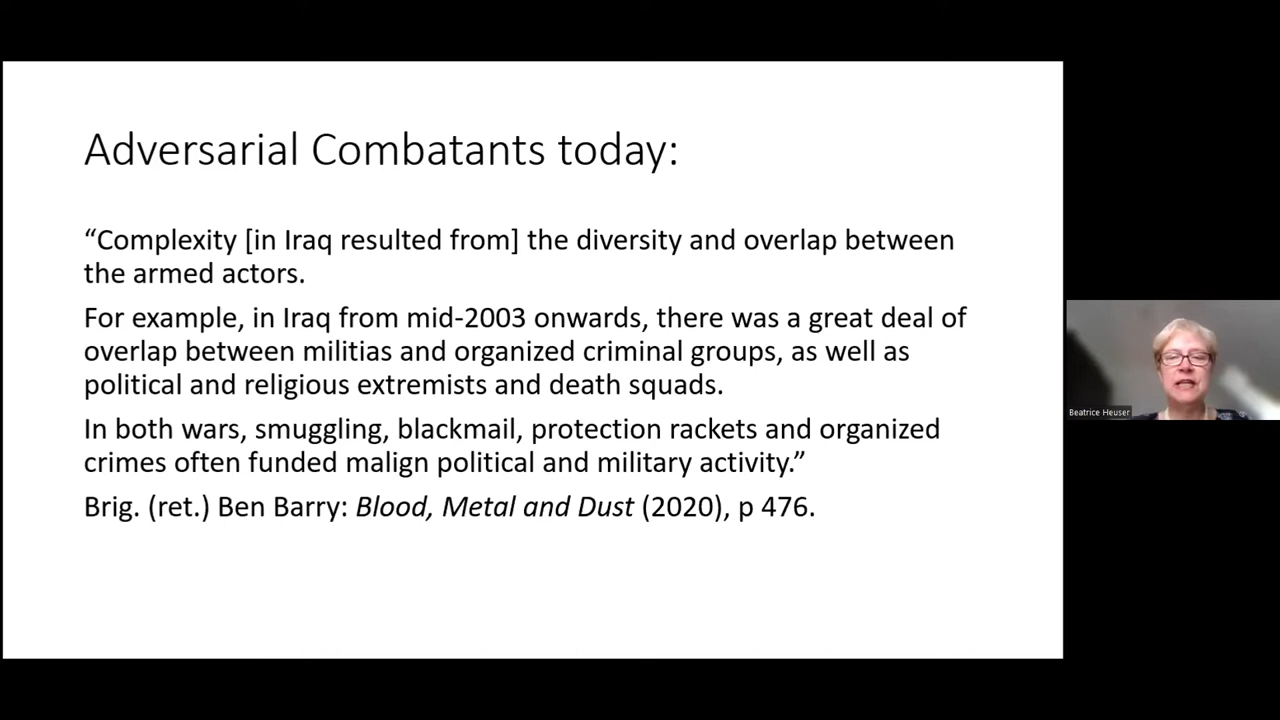 Adversarial Combatants today:
“Complexity [in Iraq resulted from] the diversity and overlap between
the armed actors.
For example, in Iraq from mid-2003 onwards, there was a great deal of
overlap between militias and organized criminal groups, as well as
political and religious extremists and death squads.
In both wars, smuggling, blackmail, protection rackets and organized
crimes often funded malign political and military activity.”
Brig. (ret.) Ben Barry: Blood, Metal and Dust (2020), p 476.
Beatrice Heuser